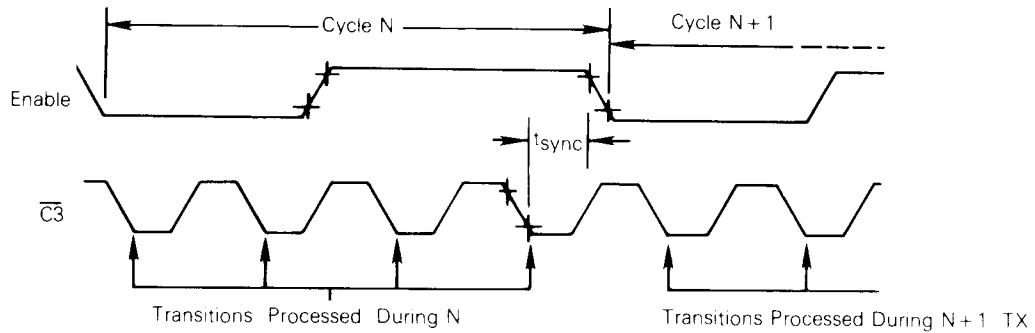 Cycle N
Cycle N + 1
Enable
tsync
C3
Transitions Processed During N
Transitions Processed During N + 1 TX